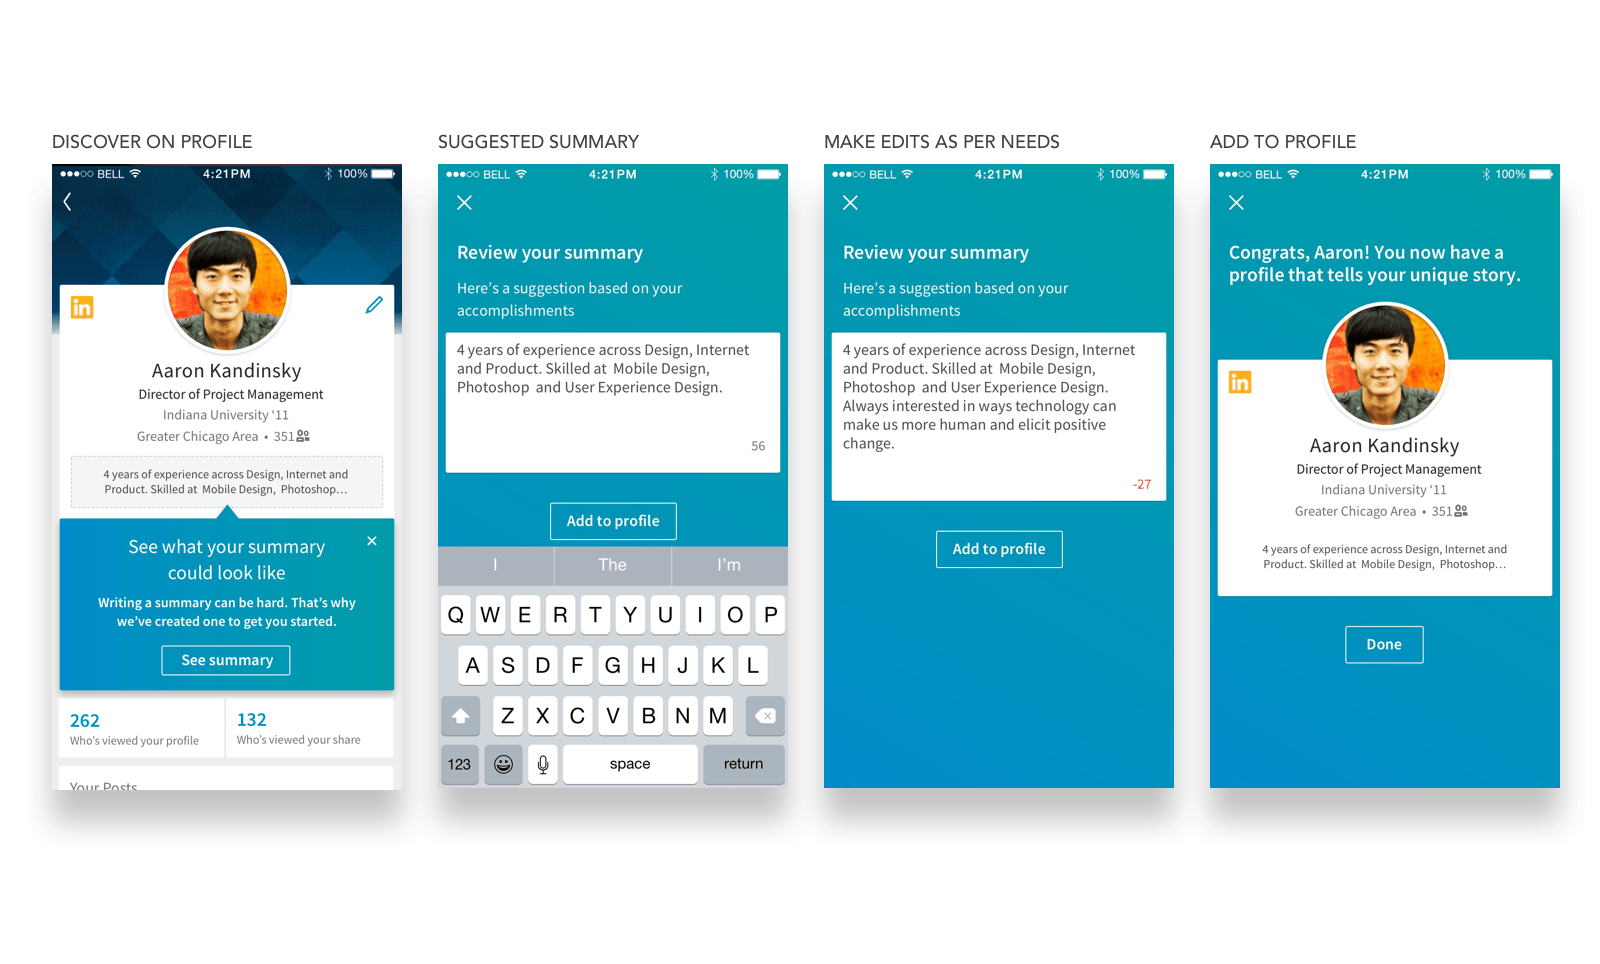 DISCOVER ON PROFILE
BELL 4:21PM 100%
in
Aaron Kandinsky
Director of Project Management
Indiana University ‘11
Greater Chicago Area • 351
4 years of experience across Design, Internet and
Product. Skilled at Mobile Design, Photoshop...
See what your summary
could look like
Writing a summary can be hard. That’s why
we’ve created one to get you started.
See summary
262
Who’s viewed your profile
132
Who’s viewed your share
Your Posts
SUGGESTED SUMMARY
BELL 4:21PM 100%
Review your summary
Here’s a suggestion based on your
accomplishments
4 years of experience across Design, Internet
and Product. Skilled at Mobile Design,
Photoshop and User Experience Design.
56
Add to profile
I The I’m
Q W E R T Y U I O P
A S D F G H J K L
Z X C V B N M
123 space return
MAKE EDITS AS PER NEEDS
BELL 4:21PM 100%
Review your summary
Here’s a suggestion based on your
accomplishments
4 years of experience across Design, Internet
and Product. Skilled at Mobile Design,
Photoshop and User Experience Design.
Always interested in ways technology can
make us more human and elicit positive
change.
-27
Add to profile
ADD TO PROFILE
BELL 4:21PM 100%
Congrats, Aaron! You now have a
profile that tells your unique story.
in
Aaron Kandinsky
Director of Project Management
Indiana University ‘11
Greater Chicago Area • 351
4 years of experience across Design, Internet and
Product. Skilled at Mobile Design, Photoshop...
Done